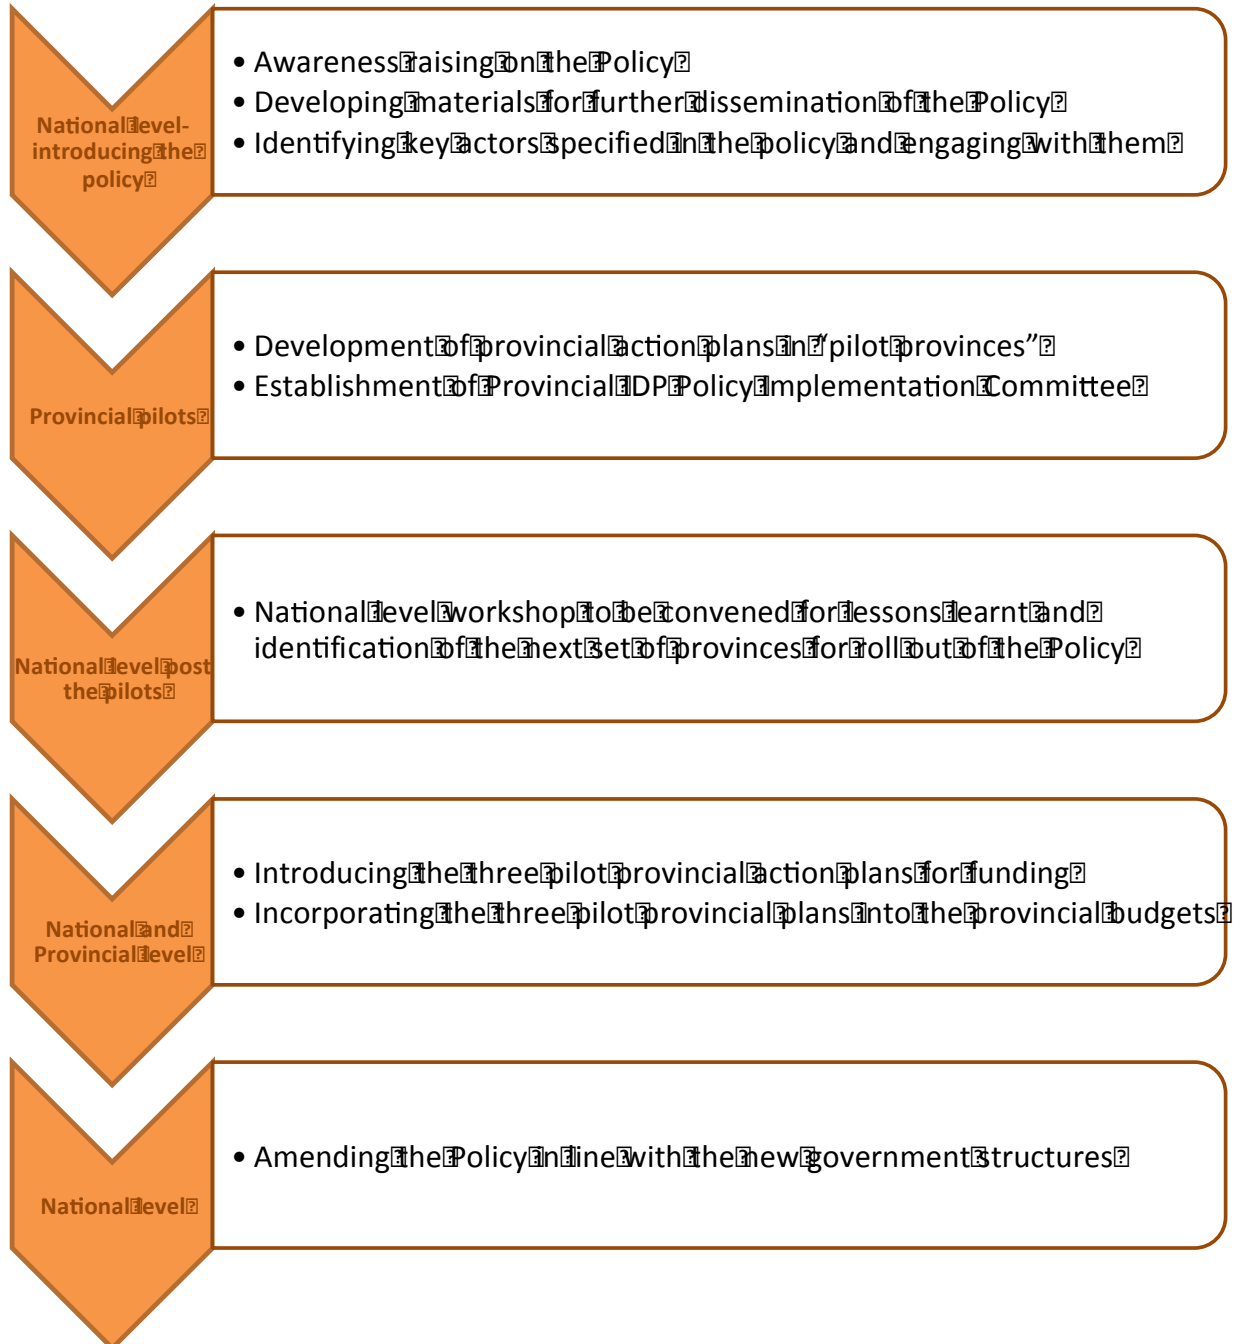 National level-
introducing the
policy
• Awareness raising on the Policy
• Developing materials for further dissemination of the Policy
• Identifying key actors specified in the policy and engaging with them
Provincial pilots
• Development of provincial action plans in “pilot provinces”
• Establishment of Provincial IDP Policy Implementation Committee
National level post
the pilots
• National level workshop to be convened for lessons learnt and
identification of the next set of provinces for roll out of the Policy
National and
Provincial level
• Introducing the three pilot provincial action plans for funding
• Incorporating the three pilot provincial plans into the provincial budgets
National level
• Amending the Policy in line with the new government structures